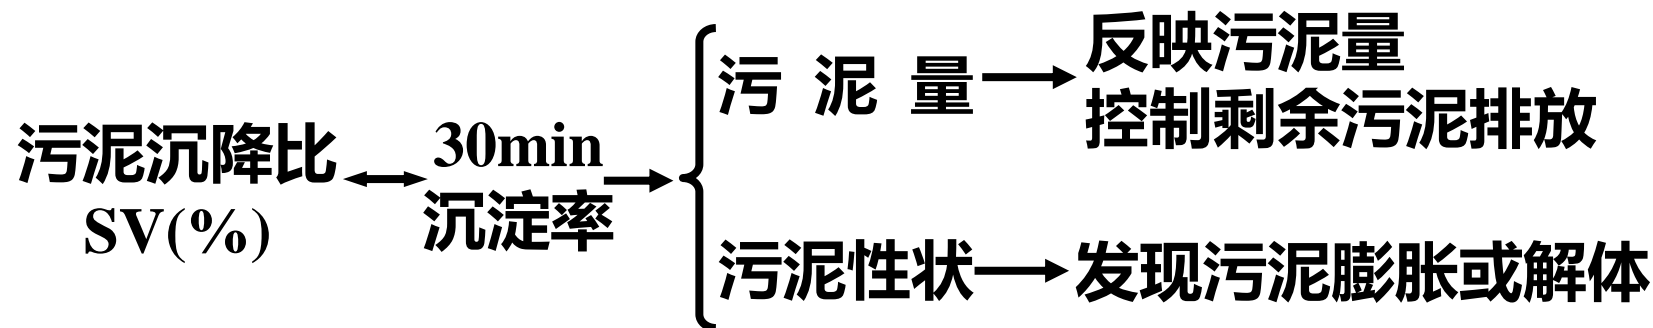 污泥沉降比
SV(%)
30min
沉淀率
污 泥 量
反映污泥量
控制剩余污泥排放
污泥性状
发现污泥膨胀或解体